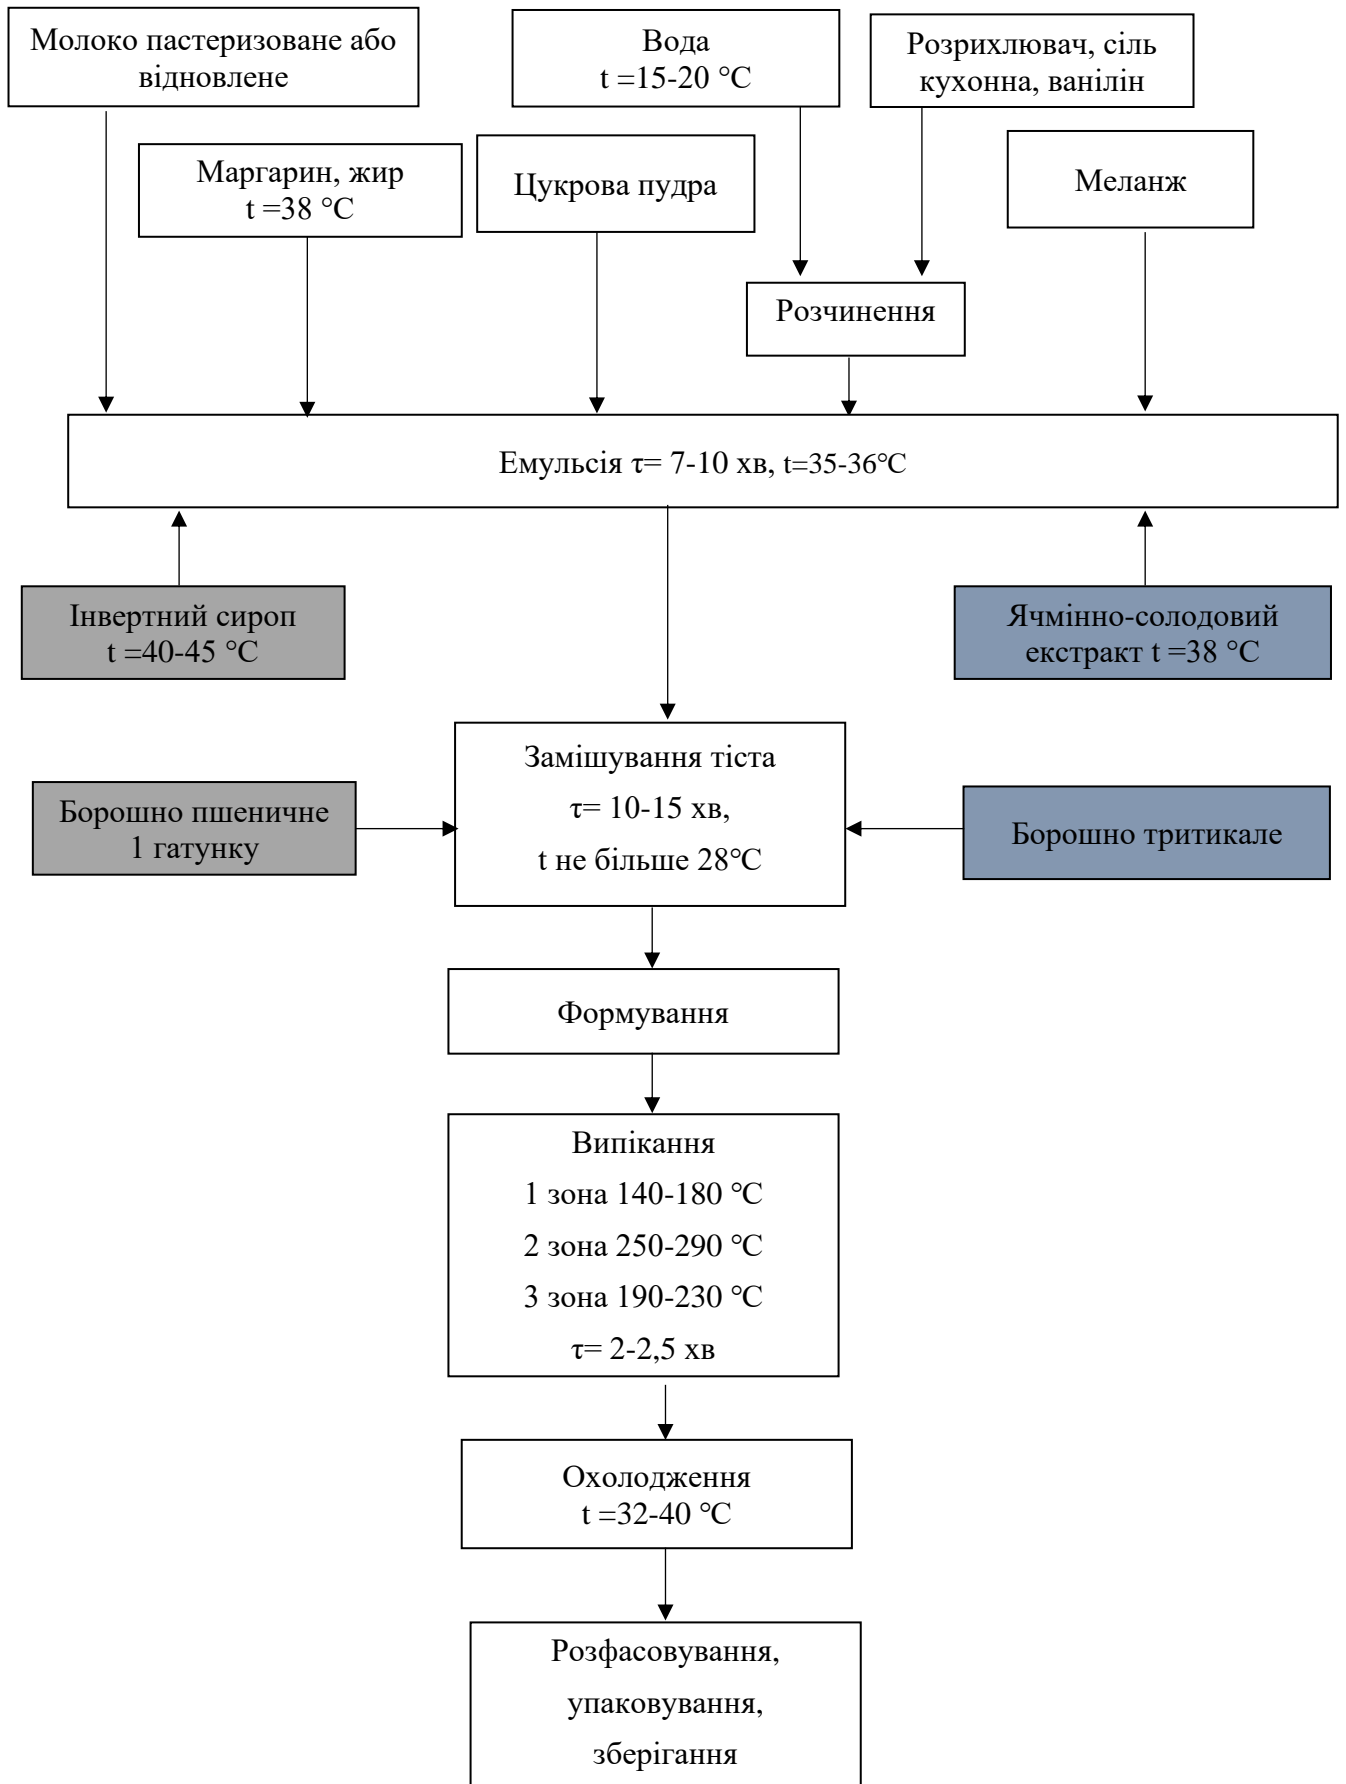 Молоко пастеризоване або
відновлене
Вода
t =15-20 °С
Розрихлювач, сіль
кухонна, ванілін
Маргарин, жир
t =38 °С
Цукрова пудра
Меланж
Розчинення
Емульсія τ= 7-10 хв, t=35-36°С
Інвертний сироп
t =40-45 °С
Ячмінно-солодовий
екстракт t =38 °С
Замішування тіста
τ= 10-15 хв,
t не більше 28°С
Борошно пшеничне
1 гатунку
Борошно тритикале
Формування
Випікання
1 зона 140-180 °С
2 зона 250-290 °С
3 зона 190-230 °С
τ= 2-2,5 хв
Охолодження
t =32-40 °С
Розфасовування,
упаковування,
зберігання